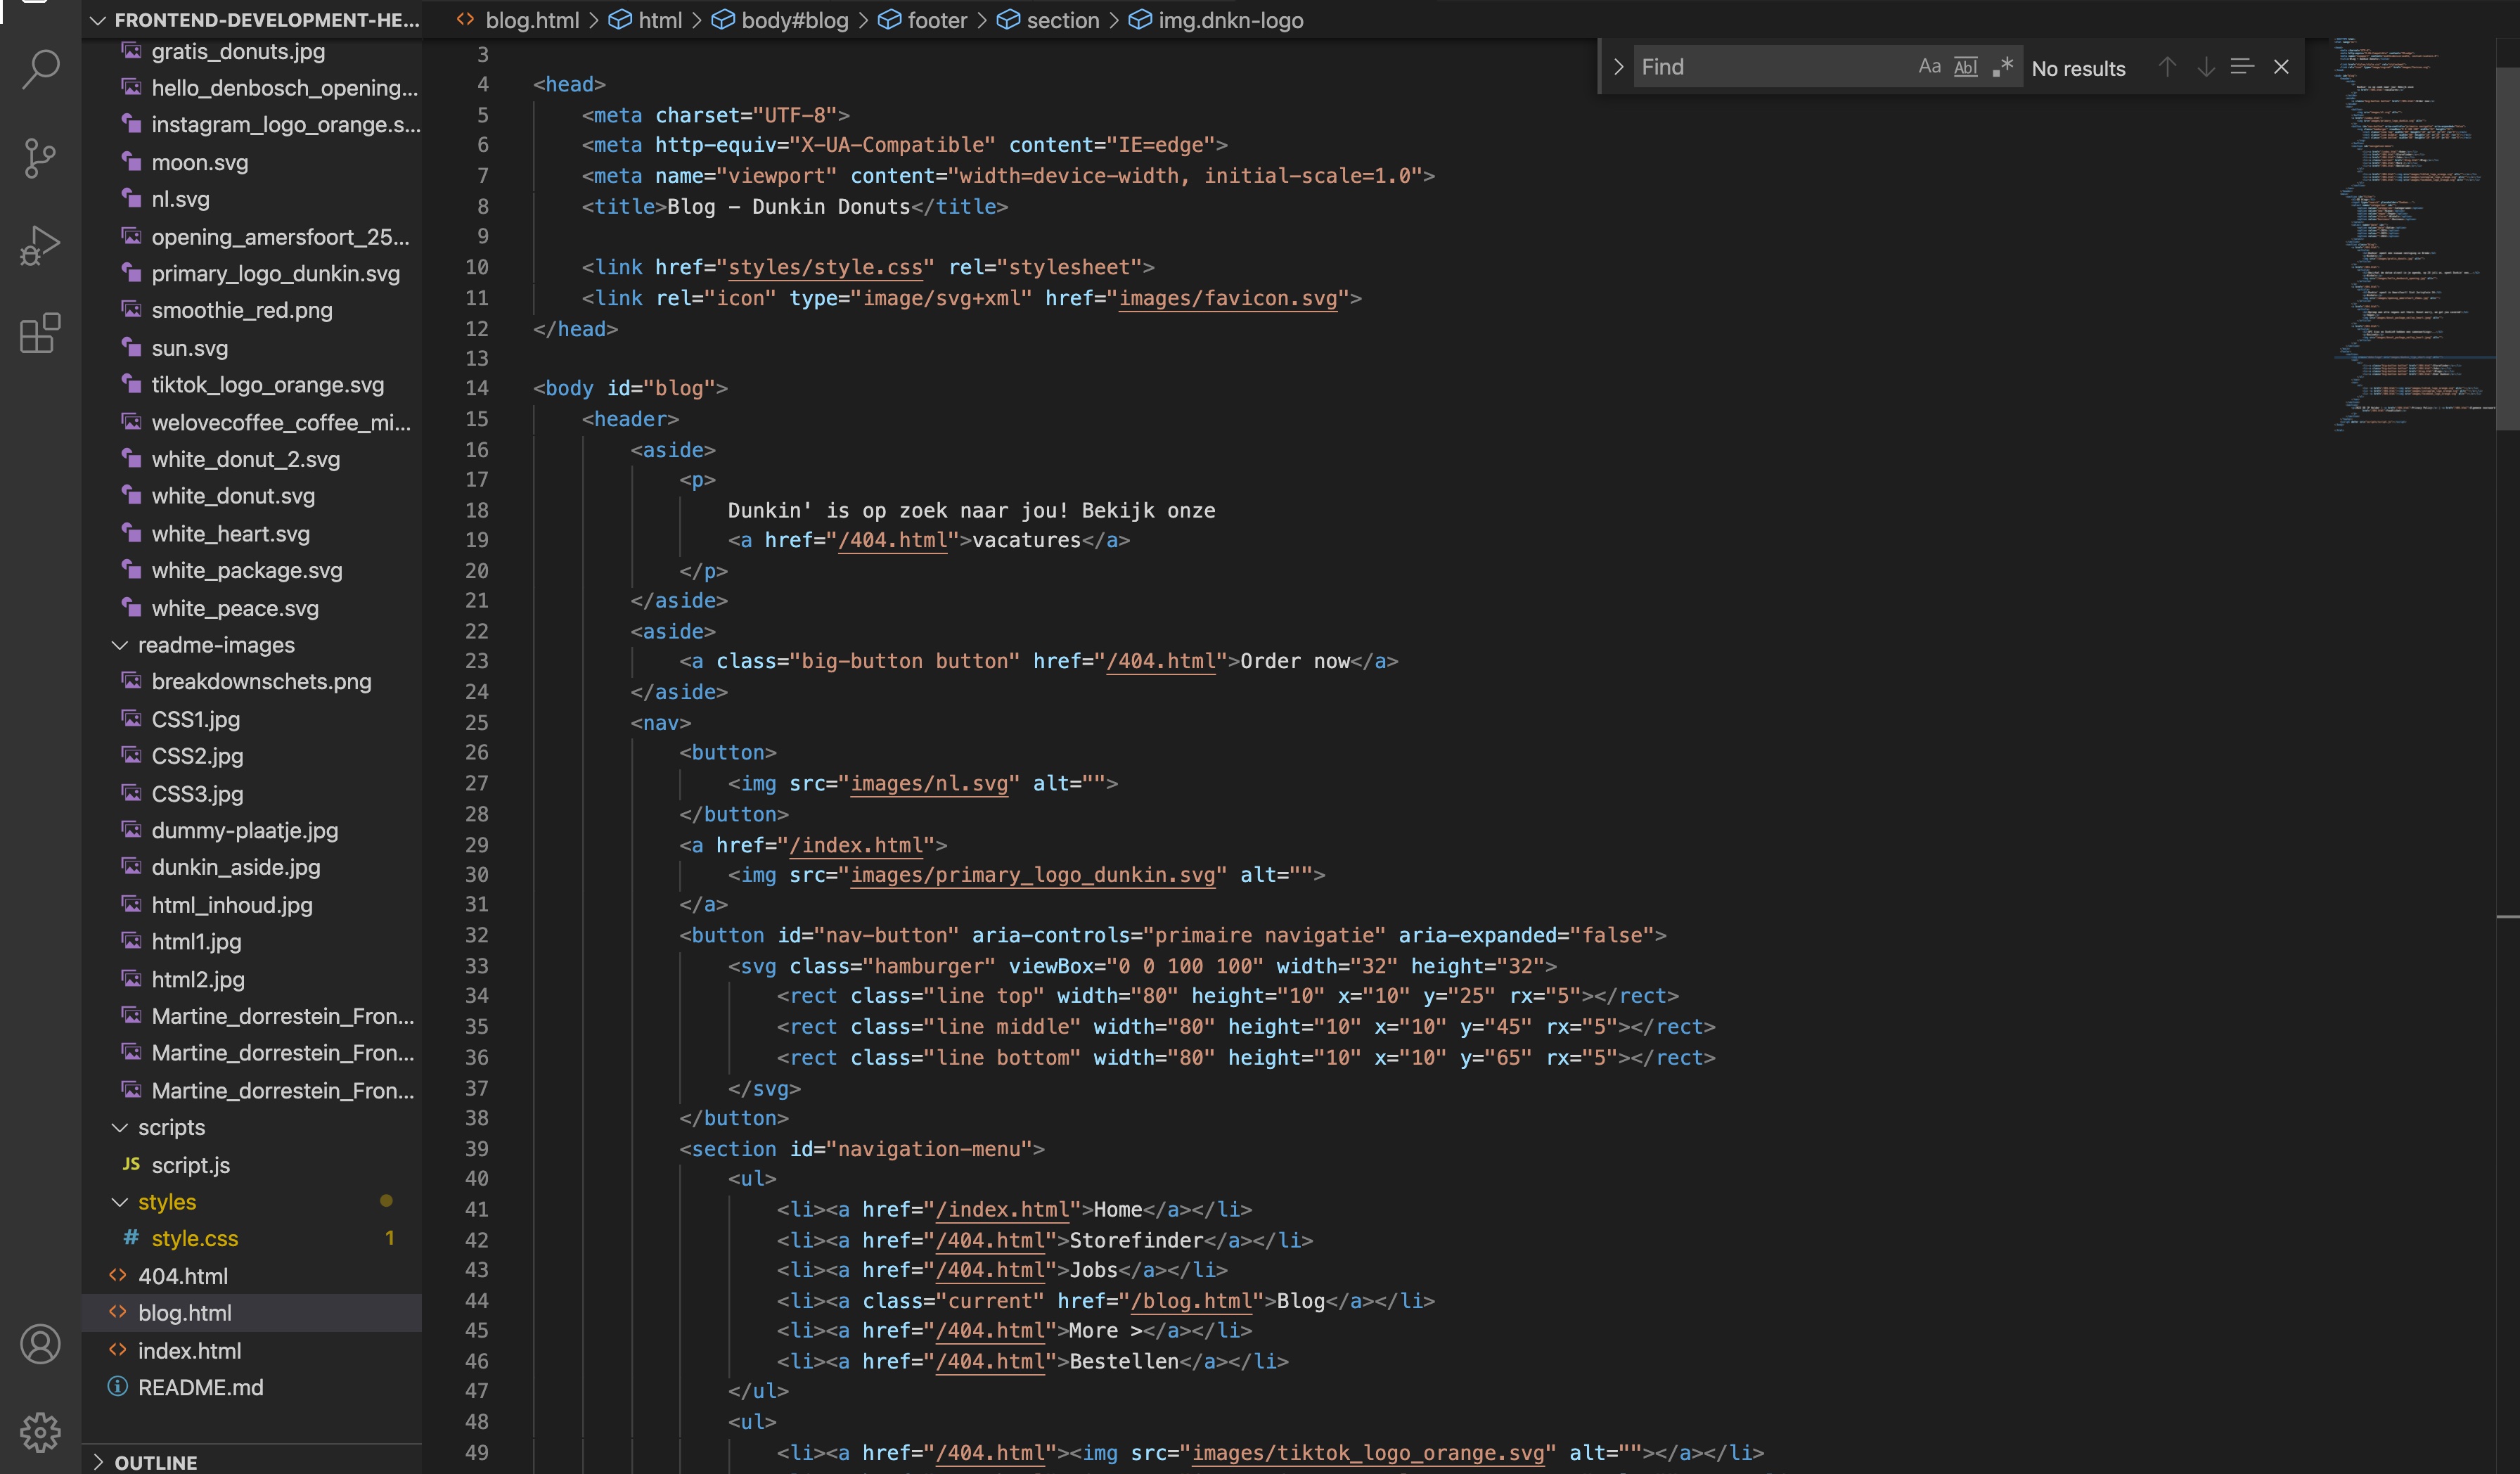 FRONTEND-DEVELOPMENT-HE...
gratis_donuts.jpg
hello_denbosch_opening...
instagram_logo_orange.s...
moon.svg
nl.svg
opening_amersfoort_25...
primary_logo_dunkin.svg
smoothie_red.png
sun.svg
tiktok_logo_orange.svg
welovecoffee_coffee_mi...
white_donut_2.svg
white_donut.svg
white_heart.svg
white_package.svg
white_peace.svg
readme-images
breakdownschets.png
CSS1.jpg
CSS2.jpg
CSS3.jpg
dummy-plaatje.jpg
dunkin_aside.jpg
html_inhoud.jpg
html1.jpg
html2.jpg
Martine_dorrestein_Fron...
Martine_dorrestein_Fron...
Martine_dorrestein_Fron...
scripts
JS script.js
styles
# style.css 1
404.html
blog.html
index.html
README.md
OUTLINE
blog.html > html > body#blog > footer > section > img.dnkn-logo
Find Aa Abl .* No results
3
4 <head>
5 <meta charset="UTF-8">
6 <meta http-equiv="X-UA-Compatible" content="IE=edge">
7 <meta name="viewport" content="width=device-width, initial-scale=1.0">
8 <title>Blog - Dunkin Donuts</title>
9
10 <link href="styles/style.css" rel="stylesheet">
11 <link rel="icon" type="image/svg+xml" href="images/favicon.svg">
12 </head>
13
14 <body id="blog">
15 <header>
16 <aside>
17 <p>
18 Dunkin' is op zoek naar jou! Bekijk onze
19 <a href="/404.html">vacatures</a>
20 </p>
21 </aside>
22 <aside>
23 <a class="big-button button" href="/404.html">Order now</a>
24 </aside>
25 <nav>
26 <button>
27 <img src="images/nl.svg" alt="">
28 </button>
29 <a href="/index.html">
30 <img src="images/primary_logo_dunkin.svg" alt="">
31 </a>
32 <button id="nav-button" aria-controls="primaire navigatie" aria-expanded="false">
33 <svg class="hamburger" viewBox="0 0 100 100" width="32" height="32">
34 <rect class="line top" width="80" height="10" x="10" y="25" rx="5"></rect>
35 <rect class="line middle" width="80" height="10" x="10" y="45" rx="5"></rect>
36 <rect class="line bottom" width="80" height="10" x="10" y="65" rx="5"></rect>
37 </svg>
38 </button>
39 <section id="navigation-menu">
40 <ul>
41 <li><a href="/index.html">Home</a></li>
42 <li><a href="/404.html">Storefinder</a></li>
43 <li><a href="/404.html">Jobs</a></li>
44 <li><a class="current" href="/blog.html">Blog</a></li>
45 <li><a href="/404.html">More ></a></li>
46 <li><a href="/404.html">Bestellen</a></li>
47 </ul>
48 <ul>
49 <li><a href="/404.html"><img src="images/tiktok_logo_orange.svg" alt=""></a></li>